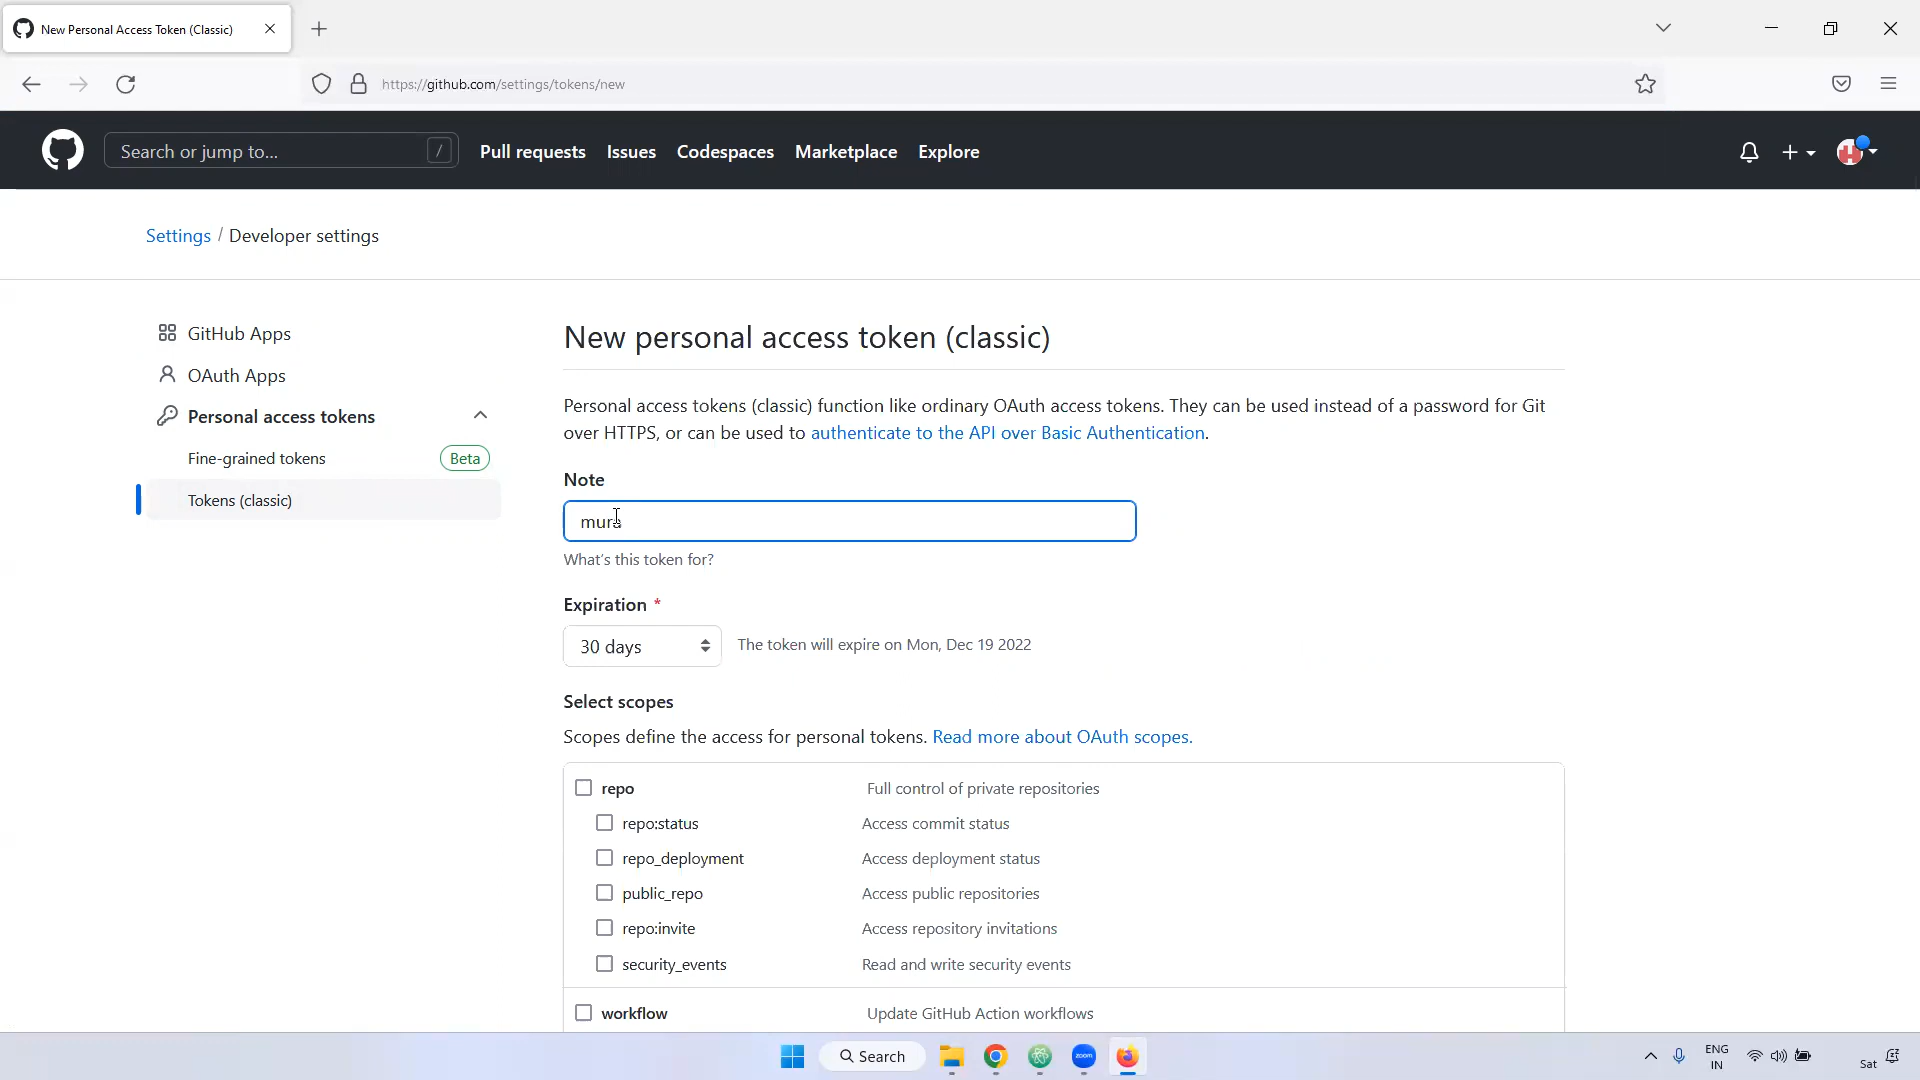 New Personal Access Token (Classic)
https://github.com/settings/tokens/new
Search or jump to...
/
Pull requests
Issues
Codespaces
Marketplace
Explore
Settings / Developer settings
GitHub Apps
OAuth Apps
Personal access tokens
Fine-grained tokens
Beta
Tokens (classic)
New personal access token (classic)
Personal access tokens (classic) function like ordinary OAuth access tokens. They can be used instead of a password for Git
over HTTPS, or can be used to authenticate to the API over Basic Authentication.
Note
mura
What's this token for?
Expiration *
30 days
The token will expire on Mon, Dec 19 2022
Select scopes
Scopes define the access for personal tokens. Read more about OAuth scopes.
repo Full control of private repositories
repo:status Access commit status
repo_deployment Access deployment status
public_repo Access public repositories
repo:invite Access repository invitations
security_events Read and write security events
workflow Update GitHub Action workflows
Search
zoom
ENG
IN
Sat